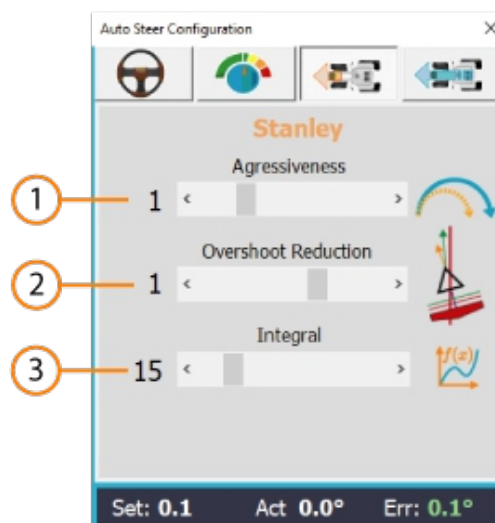 Auto Steer Configuration
Stanley
Agressiveness
1 1
Overshoot Reduction
2 1
Integral
3 15
f(x)
Set: 0.1 Act 0.0° Err: 0.1°